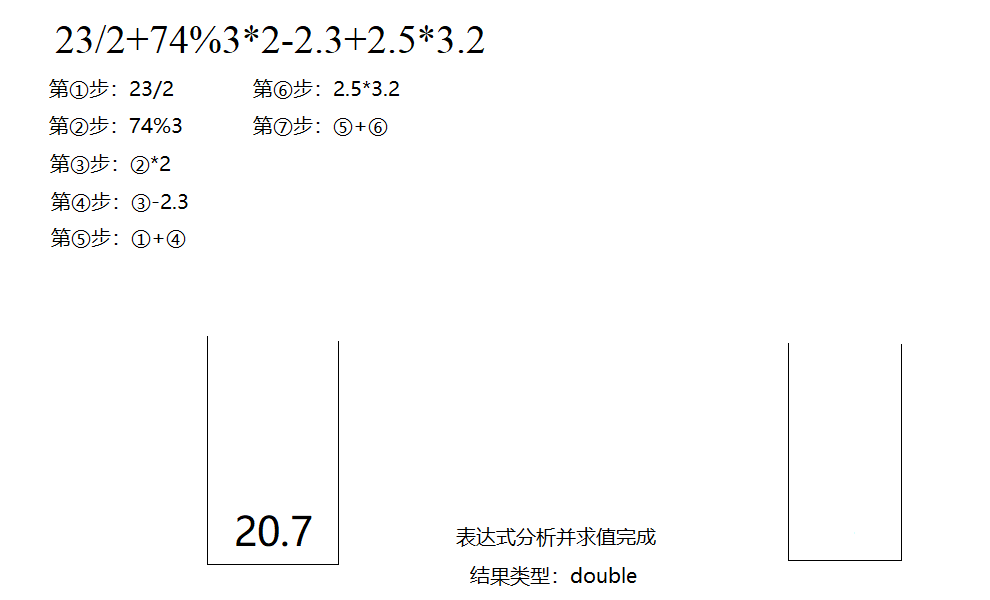 23/2+74%3*2-2.3+2.5*3.2
第①步：23/2
第②步：74%3
第③步：②*2
第④步：③-2.3
第⑤步：①+④
第⑥步：2.5*3.2
第⑦步：⑤+⑥
20.7
表达式分析并求值完成
结果类型：double